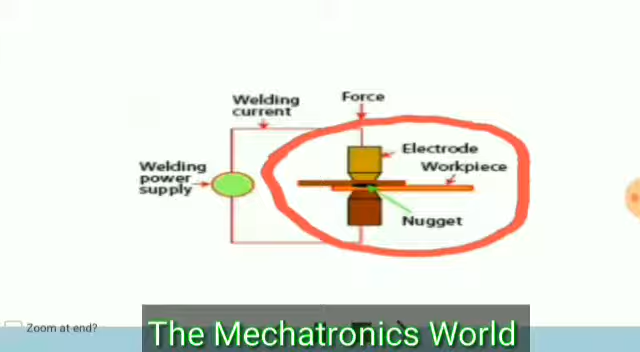 Welding
current
Force
Electrode
Workpiece
Welding
power
supply
Nugget
Zoom at end?
The Mechatronics World